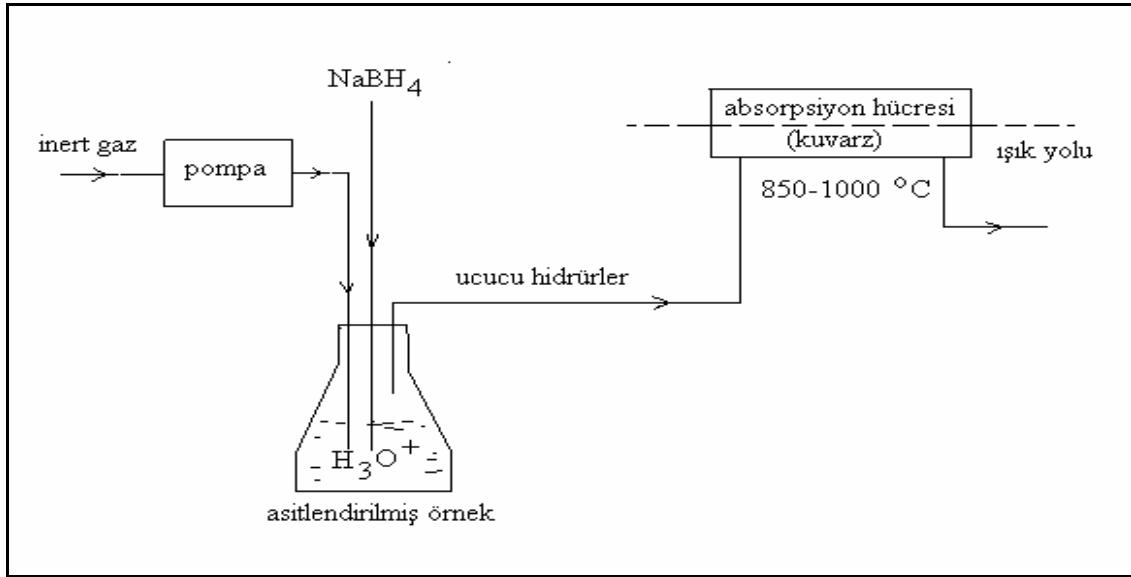 NaBH4
inert gaz
pompa
absorpsiyon hücresi
(kuvarz)
ışık yolu
850-1000 °C
ucucu hidrürler
H3O+
asitlendirilmiş örnek